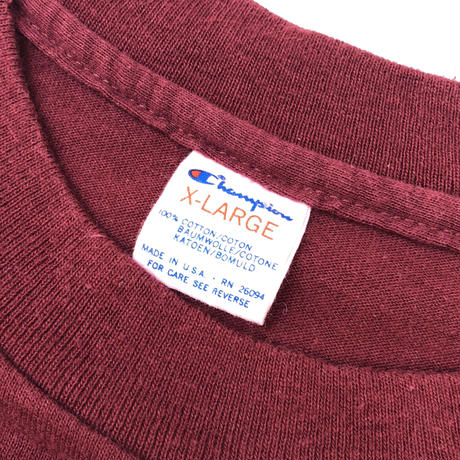 Champion
X-LARGE
100% COTTON/COTON
BAUMWOLLE/COTONE
KATOEN/BOMULD
MADE IN U.S.A. · RN 26094
FOR CARE SEE REVERSE